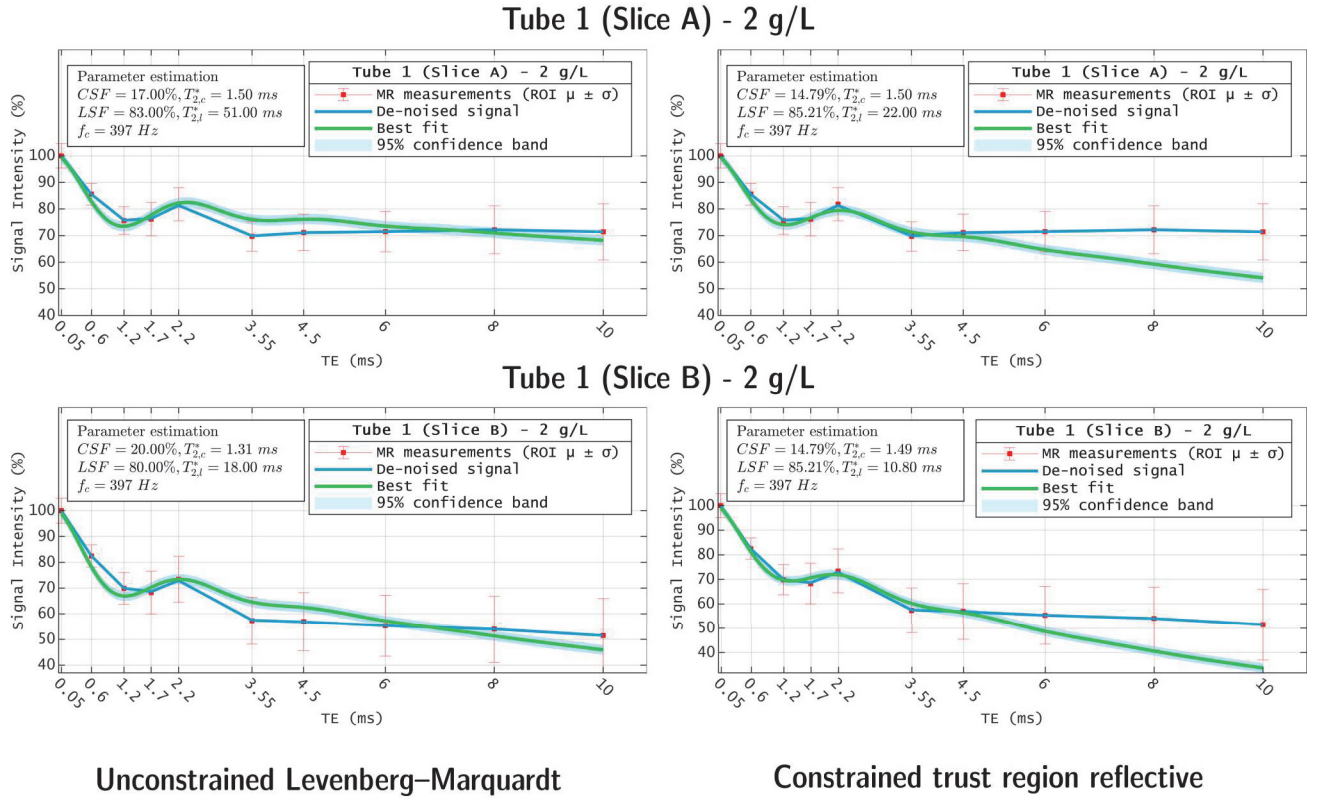 Tube 1 (Slice A) - 2 g/L
Parameter estimation
CSF = 17.00%, T*2,c = 1.50 ms
LSF = 83.00%, T*2,l = 51.00 ms
fc = 397 Hz
Tube 1 (Slice A) - 2 g/L
MR measurements (ROI μ ± σ)
De-noised signal
Best fit
95% confidence band
Signal Intensity (%)
100
90
80
70
60
50
40
0.05
0.6
1.2
1.7
2.2
3.55
4.5
6
8
10
TE (ms)
Parameter estimation
CSF = 14.79%, T*2,c = 1.50 ms
LSF = 85.21%, T*2,l = 22.00 ms
fc = 397 Hz
Tube 1 (Slice A) - 2 g/L
MR measurements (ROI μ ± σ)
De-noised signal
Best fit
95% confidence band
Signal Intensity (%)
100
90
80
70
60
50
40
0.05
0.6
1.2
1.7
2.2
3.55
4.5
6
8
10
TE (ms)
Tube 1 (Slice B) - 2 g/L
Parameter estimation
CSF = 20.00%, T*2,c = 1.31 ms
LSF = 80.00%, T*2,l = 18.00 ms
fc = 397 Hz
Tube 1 (Slice B) - 2 g/L
MR measurements (ROI μ ± σ)
De-noised signal
Best fit
95% confidence band
Signal Intensity (%)
100
90
80
70
60
50
40
0.05
0.6
1.2
1.7
2.2
3.55
4.5
6
8
10
TE (ms)
Parameter estimation
CSF = 14.79%, T*2,c = 1.49 ms
LSF = 85.21%, T*2,l = 10.80 ms
fc = 397 Hz
Tube 1 (Slice B) - 2 g/L
MR measurements (ROI μ ± σ)
De-noised signal
Best fit
95% confidence band
Signal Intensity (%)
100
90
80
70
60
50
40
0.05
0.6
1.2
1.7
2.2
3.55
4.5
6
8
10
TE (ms)
Unconstrained Levenberg–Marquardt
Constrained trust region reflective